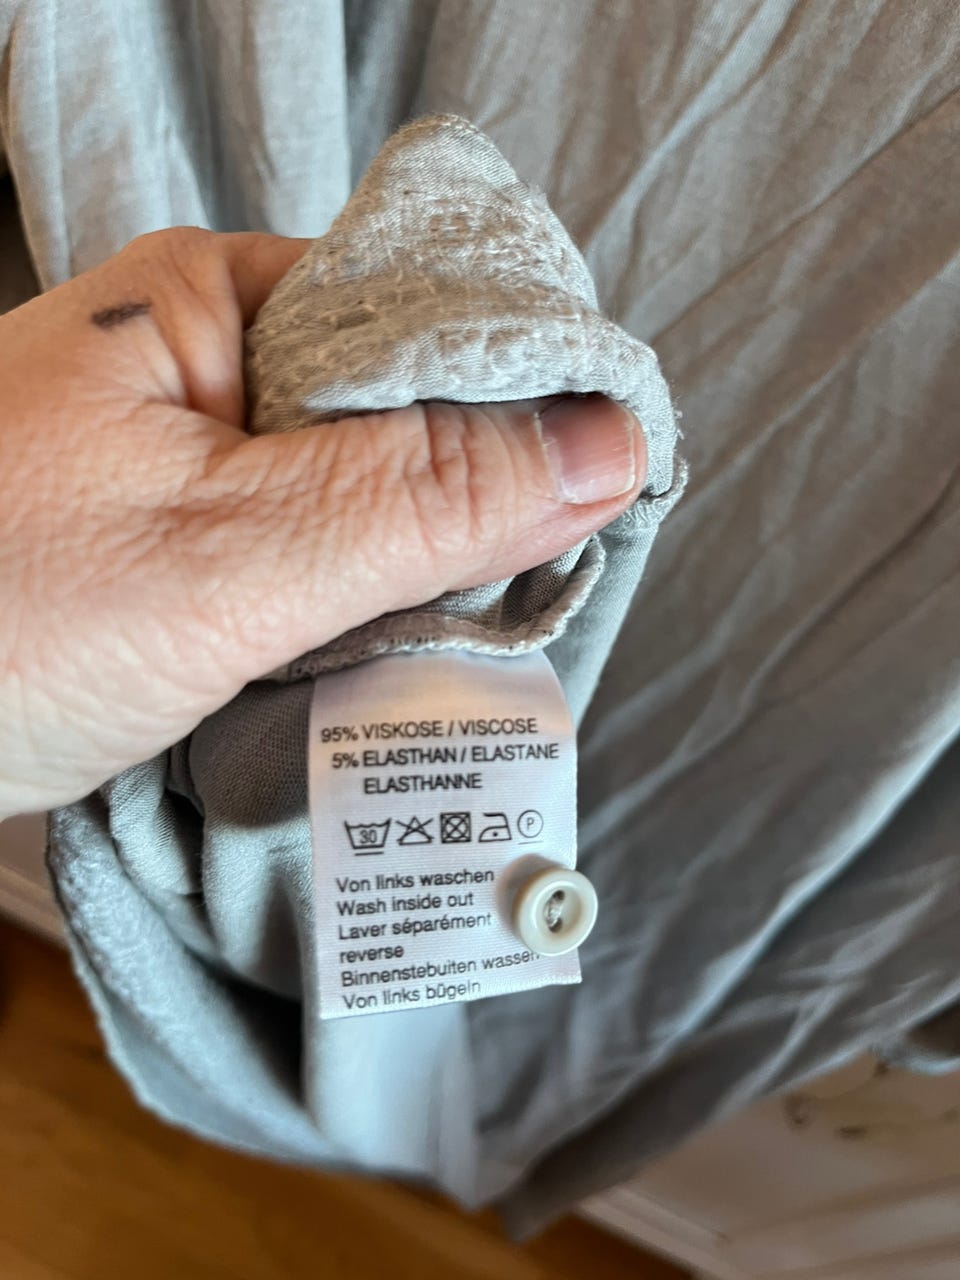 95% VISKOSE / VISCOSE
5% ELASTHAN / ELASTANE
ELASTHANNE
30
P
Von links waschen
Wash inside out
Laver séparément
reverse
Binnenstebuiten wassen
Von links bügeln